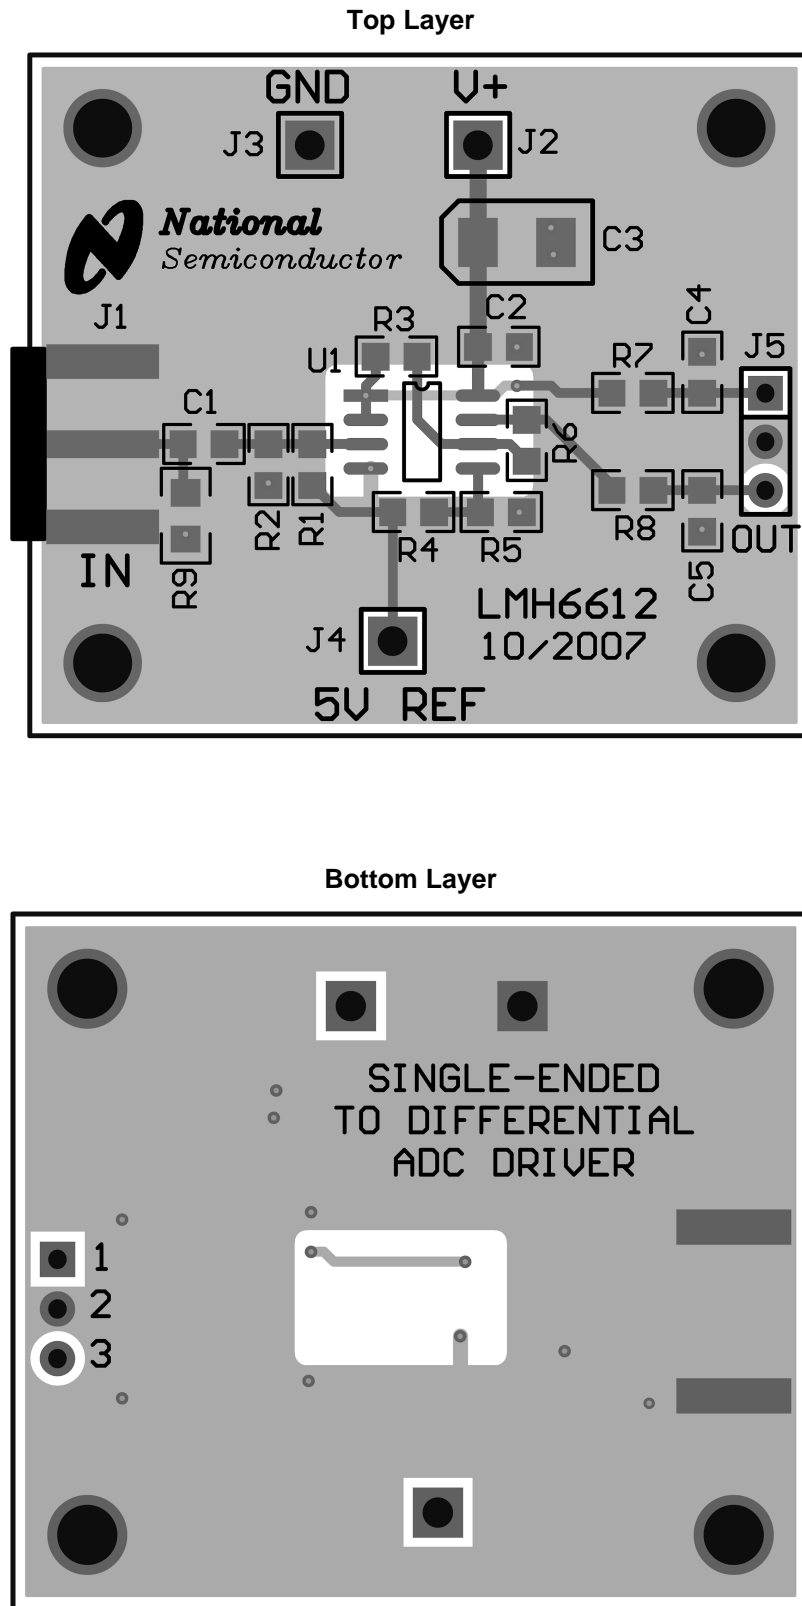 Top Layer
GND V+
J3 J2
National
Semiconductor
C3
J1
C4
R3 C2
U1 R7 J5
C1
R6
R2 R1 R4 R5 R8 OUT
IN R9 C5
LMH6612
J4 10/2007
5V REF
Bottom Layer
SINGLE-ENDED
TO DIFFERENTIAL
ADC DRIVER
1
2
3